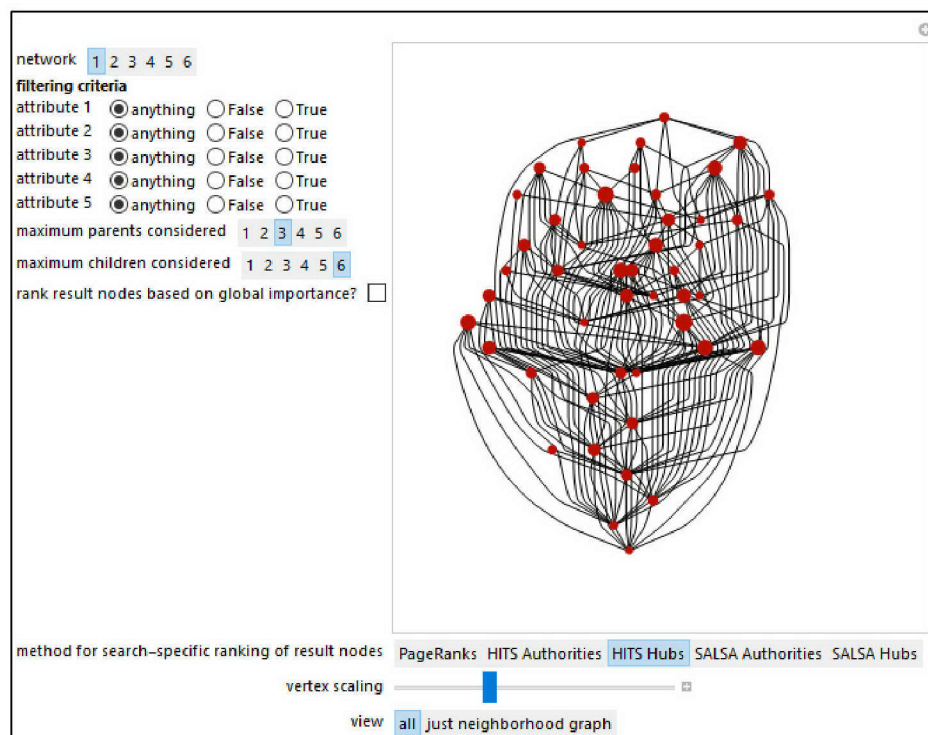 network 1 2 3 4 5 6
filtering criteria
attribute 1 anything False True
attribute 2 anything False True
attribute 3 anything False True
attribute 4 anything False True
attribute 5 anything False True
maximum parents considered 1 2 3 4 5 6
maximum children considered 1 2 3 4 5 6
rank result nodes based on global importance?
method for search-specific ranking of result nodes PageRanks HITS Authorities HITS Hubs SALSA Authorities SALSA Hubs
vertex scaling
view all just neighborhood graph